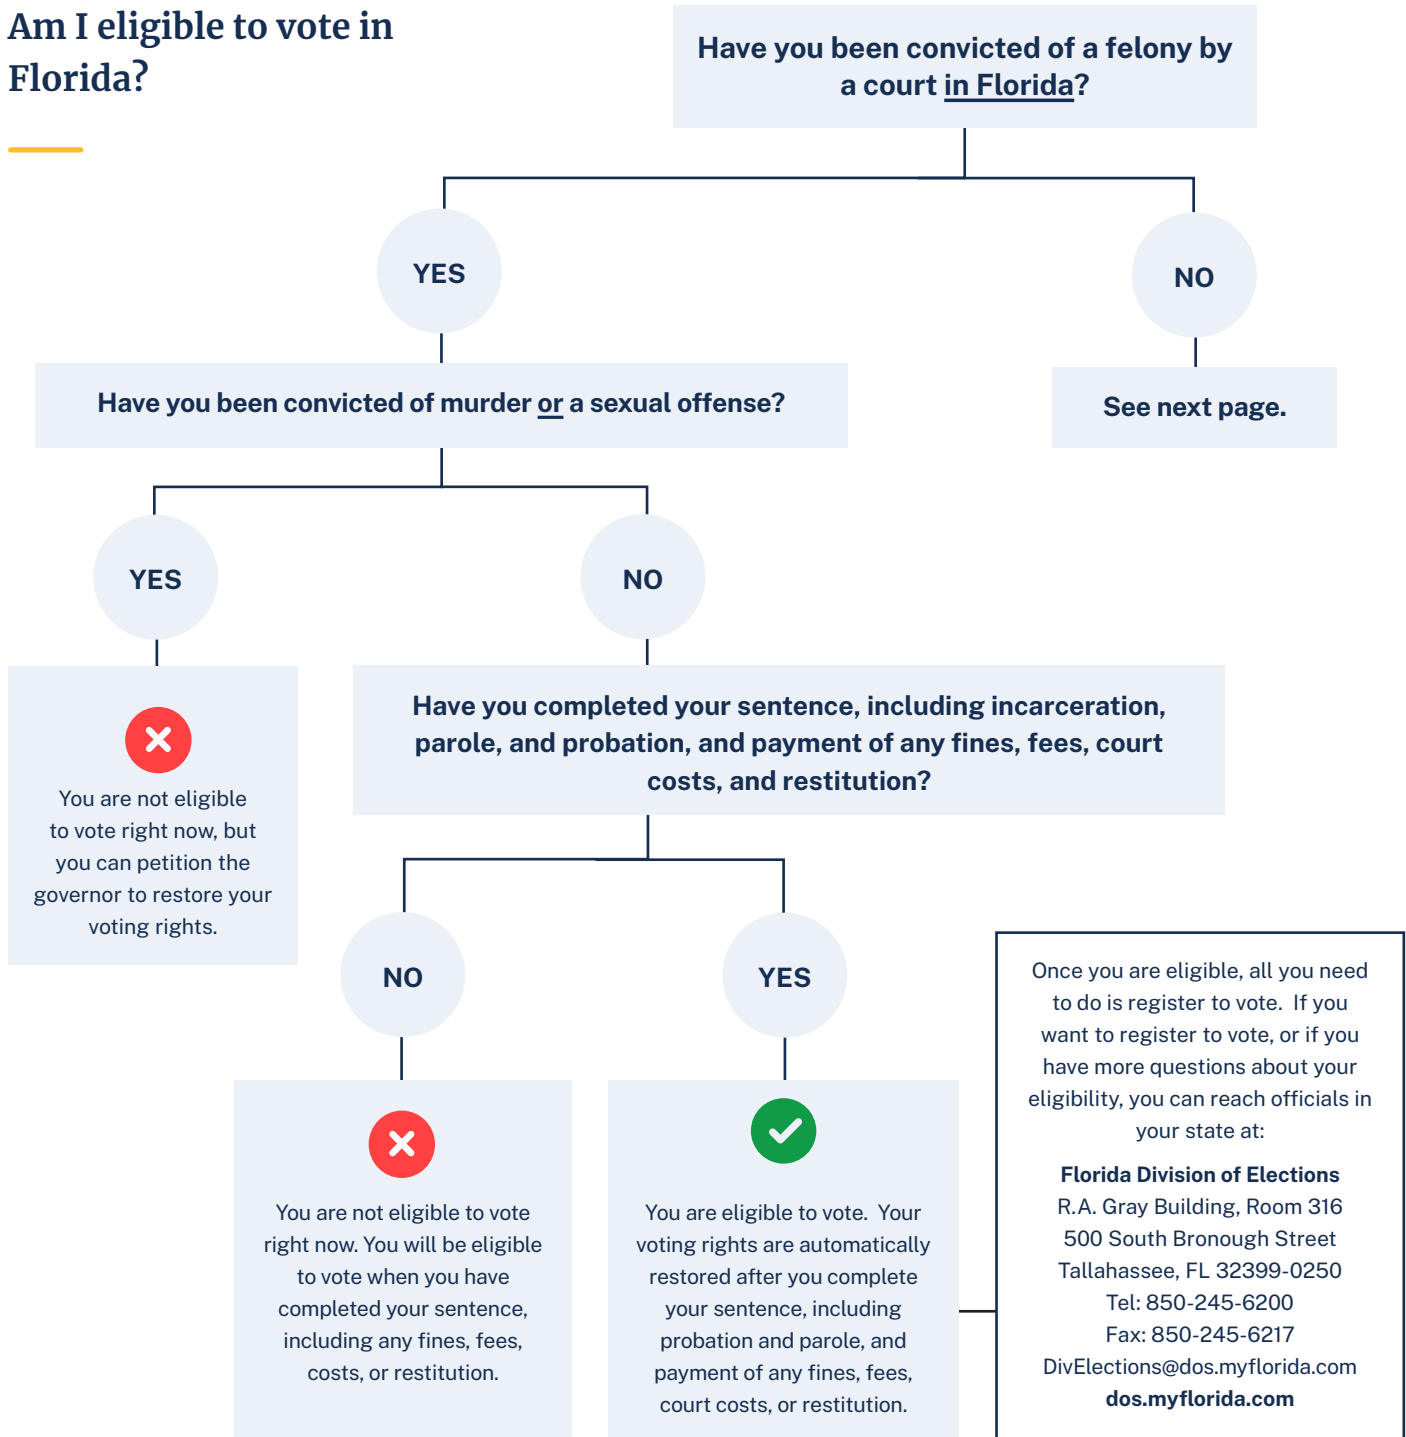 Am I eligible to vote in
Florida?
Have you been convicted of a felony by
a court in Florida?
YES
NO
Have you been convicted of murder or a sexual offense?
See next page.
YES
NO
You are not eligible
to vote right now, but
you can petition the
governor to restore your
voting rights.
Have you completed your sentence, including incarceration,
parole, and probation, and payment of any fines, fees, court
costs, and restitution?
NO
YES
You are not eligible to vote
right now. You will be eligible
to vote when you have
completed your sentence,
including any fines, fees,
costs, or restitution.
You are eligible to vote.  Your
voting rights are automatically
restored after you complete
your sentence, including
probation and parole, and
payment of any fines, fees,
court costs, or restitution.
Once you are eligible, all you need
to do is register to vote.  If you
want to register to vote, or if you
have more questions about your
eligibility, you can reach officials in
your state at:
Florida Division of Elections
R.A. Gray Building, Room 316
500 South Bronough Street
Tallahassee, FL 32399-0250
Tel: 850-245-6200
Fax: 850-245-6217
DivElections@dos.myflorida.com
dos.myflorida.com